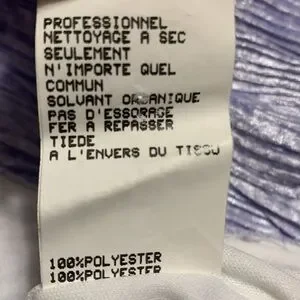 PROFESSIONNEL
NETTOYAGE A SEC
SEULEMENT
N'IMPORTE QUEL
COMMUN
SOLVANT ORGANIQUE
PAS D'ESSORAGE
FER A REPASSER
TIEDE
A L'ENVERS DU TISSU
100%POLYESTER
100%POLYESTER